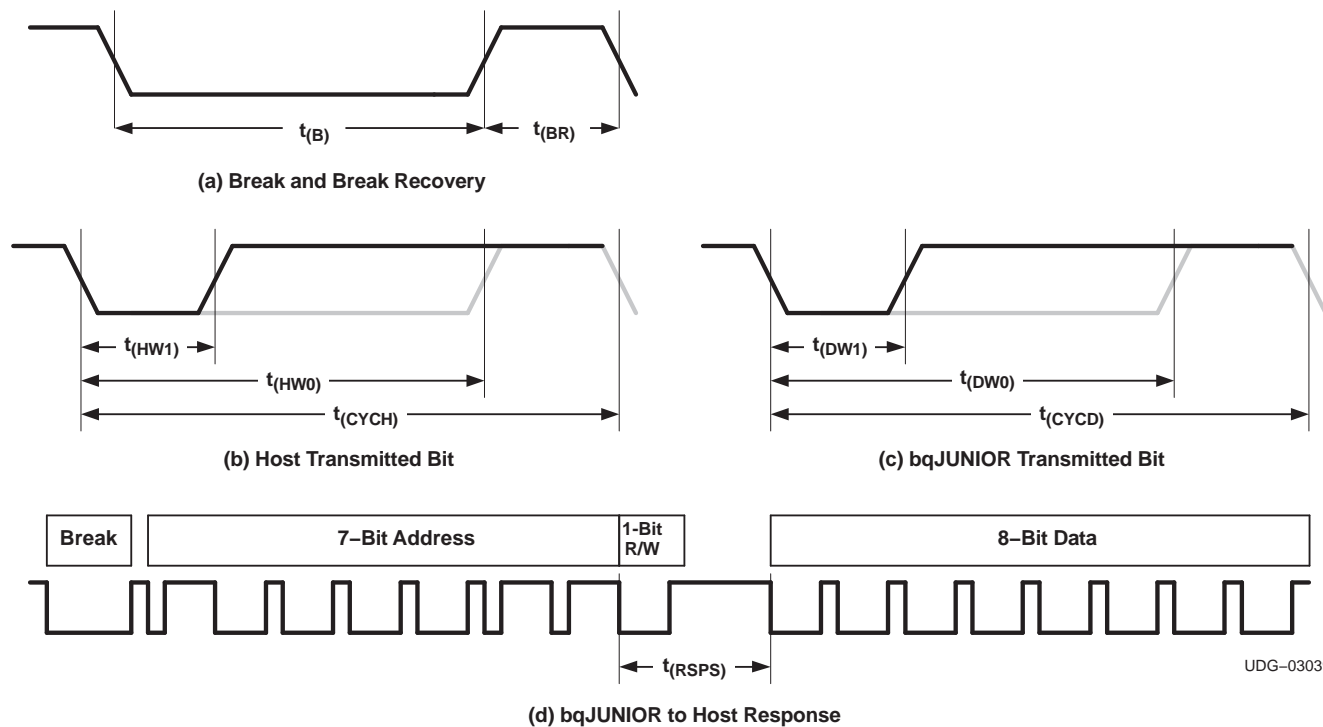 t(B)
t(BR)
(a) Break and Break Recovery
t(HW1)
t(HW0)
t(CYCH)
(b) Host Transmitted Bit
t(DW1)
t(DW0)
t(CYCD)
(c) bqJUNIOR Transmitted Bit
Break
7−Bit Address
1-Bit
R/W
8−Bit Data
t(RSPS)
UDG−0303
(d) bqJUNIOR to Host Response